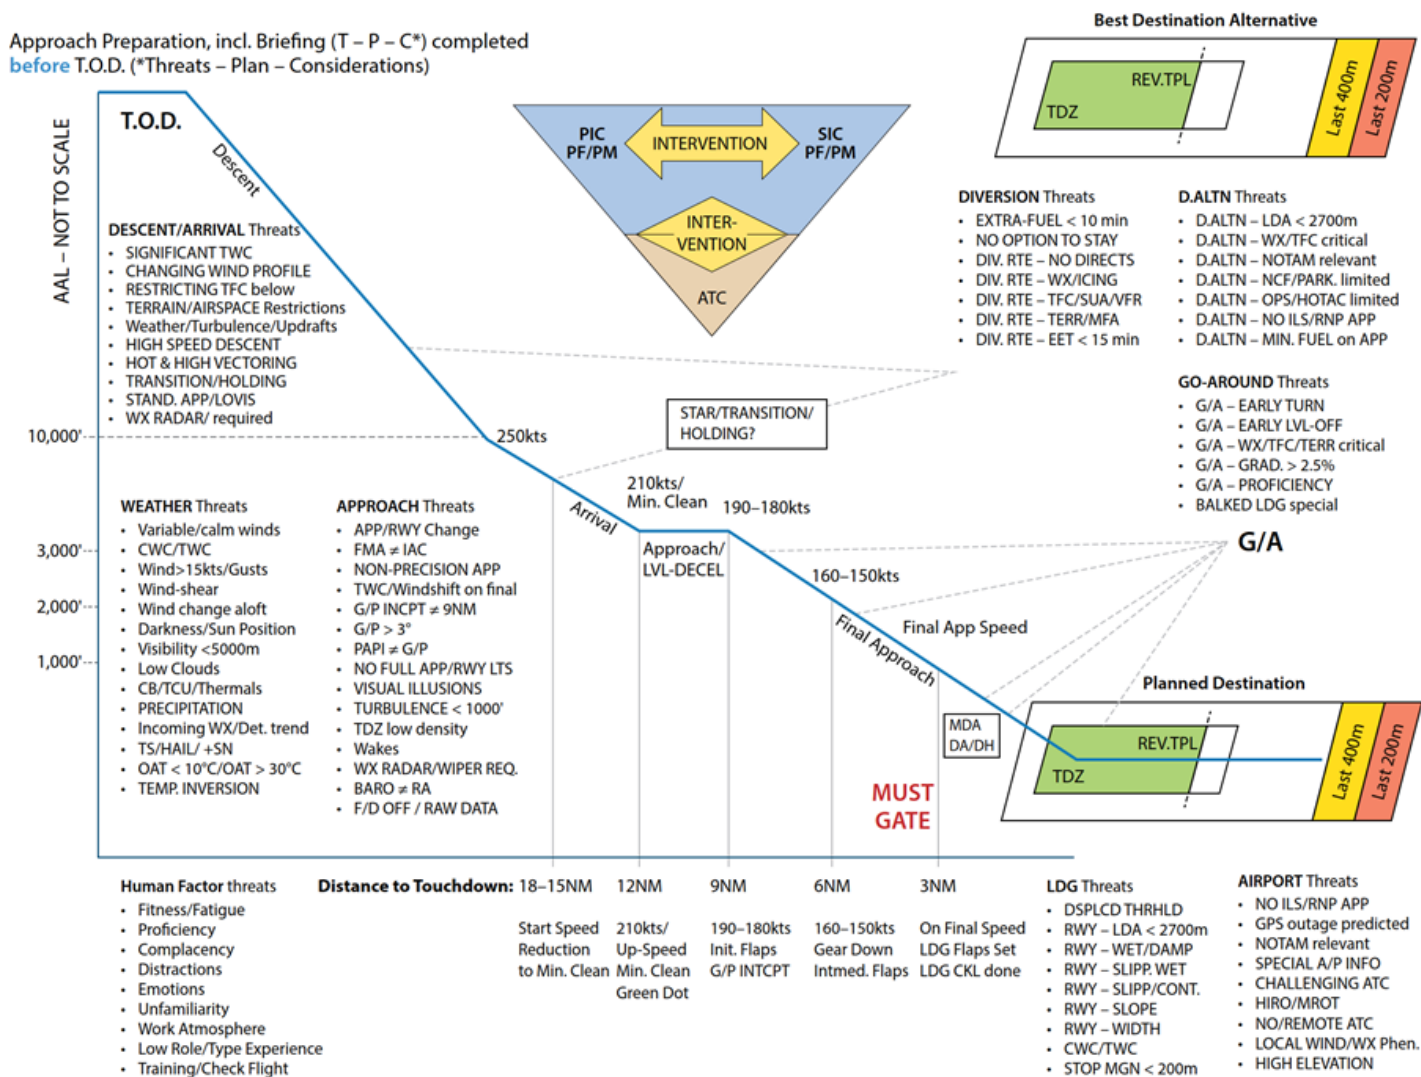 Approach Preparation, incl. Briefing (T – P – C*) completed
before T.O.D. (*Threats – Plan – Considerations)
AAL – NOT TO SCALE
T.O.D.
Descent
DESCENT/ARRIVAL Threats
• SIGNIFICANT TWC
• CHANGING WIND PROFILE
• RESTRICTING TFC below
• TERRAIN/AIRSPACE Restrictions
• Weather/Turbulence/Updrafts
• HIGH SPEED DESCENT
• HOT & HIGH VECTORING
• TRANSITION/HOLDING
• STAND. APP/LOVIS
• WX RADAR/ required
PIC
PF/PM
INTERVENTION
SIC
PF/PM
INTER-
VENTION
ATC
Best Destination Alternative
REV.TPL
TDZ
Last 400m
Last 200m
DIVERSION Threats
• EXTRA-FUEL < 10 min
• NO OPTION TO STAY
• DIV. RTE – NO DIRECTS
• DIV. RTE – WX/ICING
• DIV. RTE – TFC/SUA/VFR
• DIV. RTE – TERR/MFA
• DIV. RTE – EET < 15 min
D.ALTN Threats
• D.ALTN – LDA < 2700m
• D.ALTN – WX/TFC critical
• D.ALTN – NOTAM relevant
• D.ALTN – NCF/PARK. limited
• D.ALTN – OPS/HOTAC limited
• D.ALTN – NO ILS/RNP APP
• D.ALTN – MIN. FUEL on APP
GO-AROUND Threats
• G/A – EARLY TURN
• G/A – EARLY LVL-OFF
• G/A – WX/TFC/TERR critical
• G/A – GRAD. > 2.5%
• G/A – PROFICIENCY
• BALKED LDG special
G/A
10,000'
3,000'
2,000'
1,000'
250kts
STAR/TRANSITION/
HOLDING?
Arrival
210kts/
Min. Clean
190–180kts
Approach/
LVL-DECEL
160–150kts
Final Approach
Final App Speed
MDA
DA/DH
MUST
GATE
WEATHER Threats
• Variable/calm winds
• CWC/TWC
• Wind>15kts/Gusts
• Wind-shear
• Wind change aloft
• Darkness/Sun Position
• Visibility <5000m
• Low Clouds
• CB/TCU/Thermals
• PRECIPITATION
• Incoming WX/Det. trend
• TS/HAIL/ +SN
• OAT < 10°C/OAT > 30°C
• TEMP. INVERSION
APPROACH Threats
• APP/RWY Change
• FMA ≠ IAC
• NON-PRECISION APP
• TWC/Windshift on final
• G/P INCPT ≠ 9NM
• G/P > 3°
• PAPI ≠ G/P
• NO FULL APP/RWY LTS
• VISUAL ILLUSIONS
• TURBULENCE < 1000'
• TDZ low density
• Wakes
• WX RADAR/WIPER REQ.
• BARO ≠ RA
• F/D OFF / RAW DATA
Planned Destination
REV.TPL
TDZ
Last 400m
Last 200m
Human Factor threats
• Fitness/Fatigue
• Proficiency
• Complacency
• Distractions
• Emotions
• Unfamiliarity
• Work Atmosphere
• Low Role/Type Experience
• Training/Check Flight
Distance to Touchdown: 18–15NM 12NM 9NM 6NM 3NM
Start Speed
Reduction
to Min. Clean
210kts/
Up-Speed
Min. Clean
Green Dot
190–180kts
Init. Flaps
G/P INTCPT
160–150kts
Gear Down
Intmed. Flaps
On Final Speed
LDG Flaps Set
LDG CKL done
LDG Threats
• DSPLCD THRHLD
• RWY – LDA < 2700m
• RWY – WET/DAMP
• RWY – SLIPP. WET
• RWY – SLIPP/CONT.
• RWY – SLOPE
• RWY – WIDTH
• CWC/TWC
• STOP MGN < 200m
AIRPORT Threats
• NO ILS/RNP APP
• GPS outage predicted
• NOTAM relevant
• SPECIAL A/P INFO
• CHALLENGING ATC
• HIRO/MROT
• NO/REMOTE ATC
• LOCAL WIND/WX Phen.
• HIGH ELEVATION